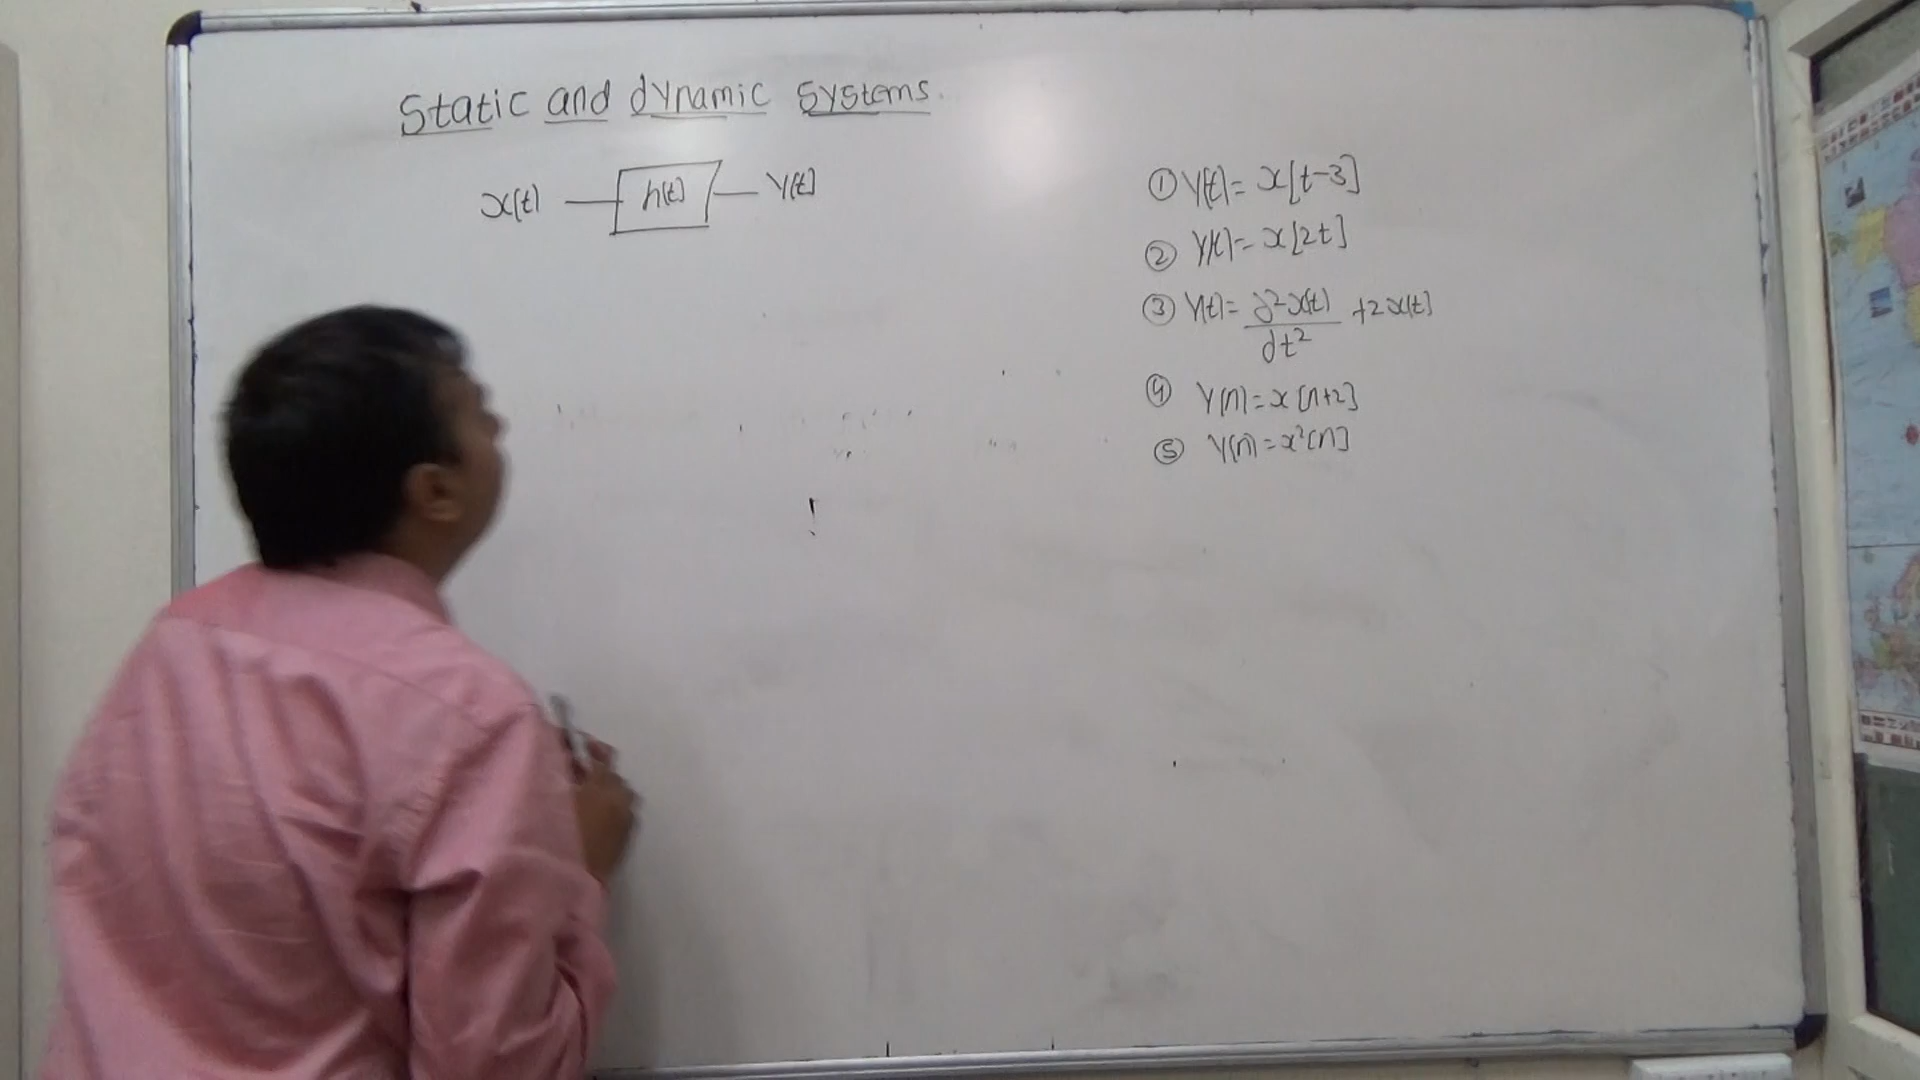 Static and dynamic Systems.
x(t) h(t) y(t)
① y(t) = x[t-3]
② y(t) = x[2t]
③ y(t) = d²x(t)/dt² + 2x(t)
④ y[n] = x[n+2]
⑤ y[n] = x²[n]